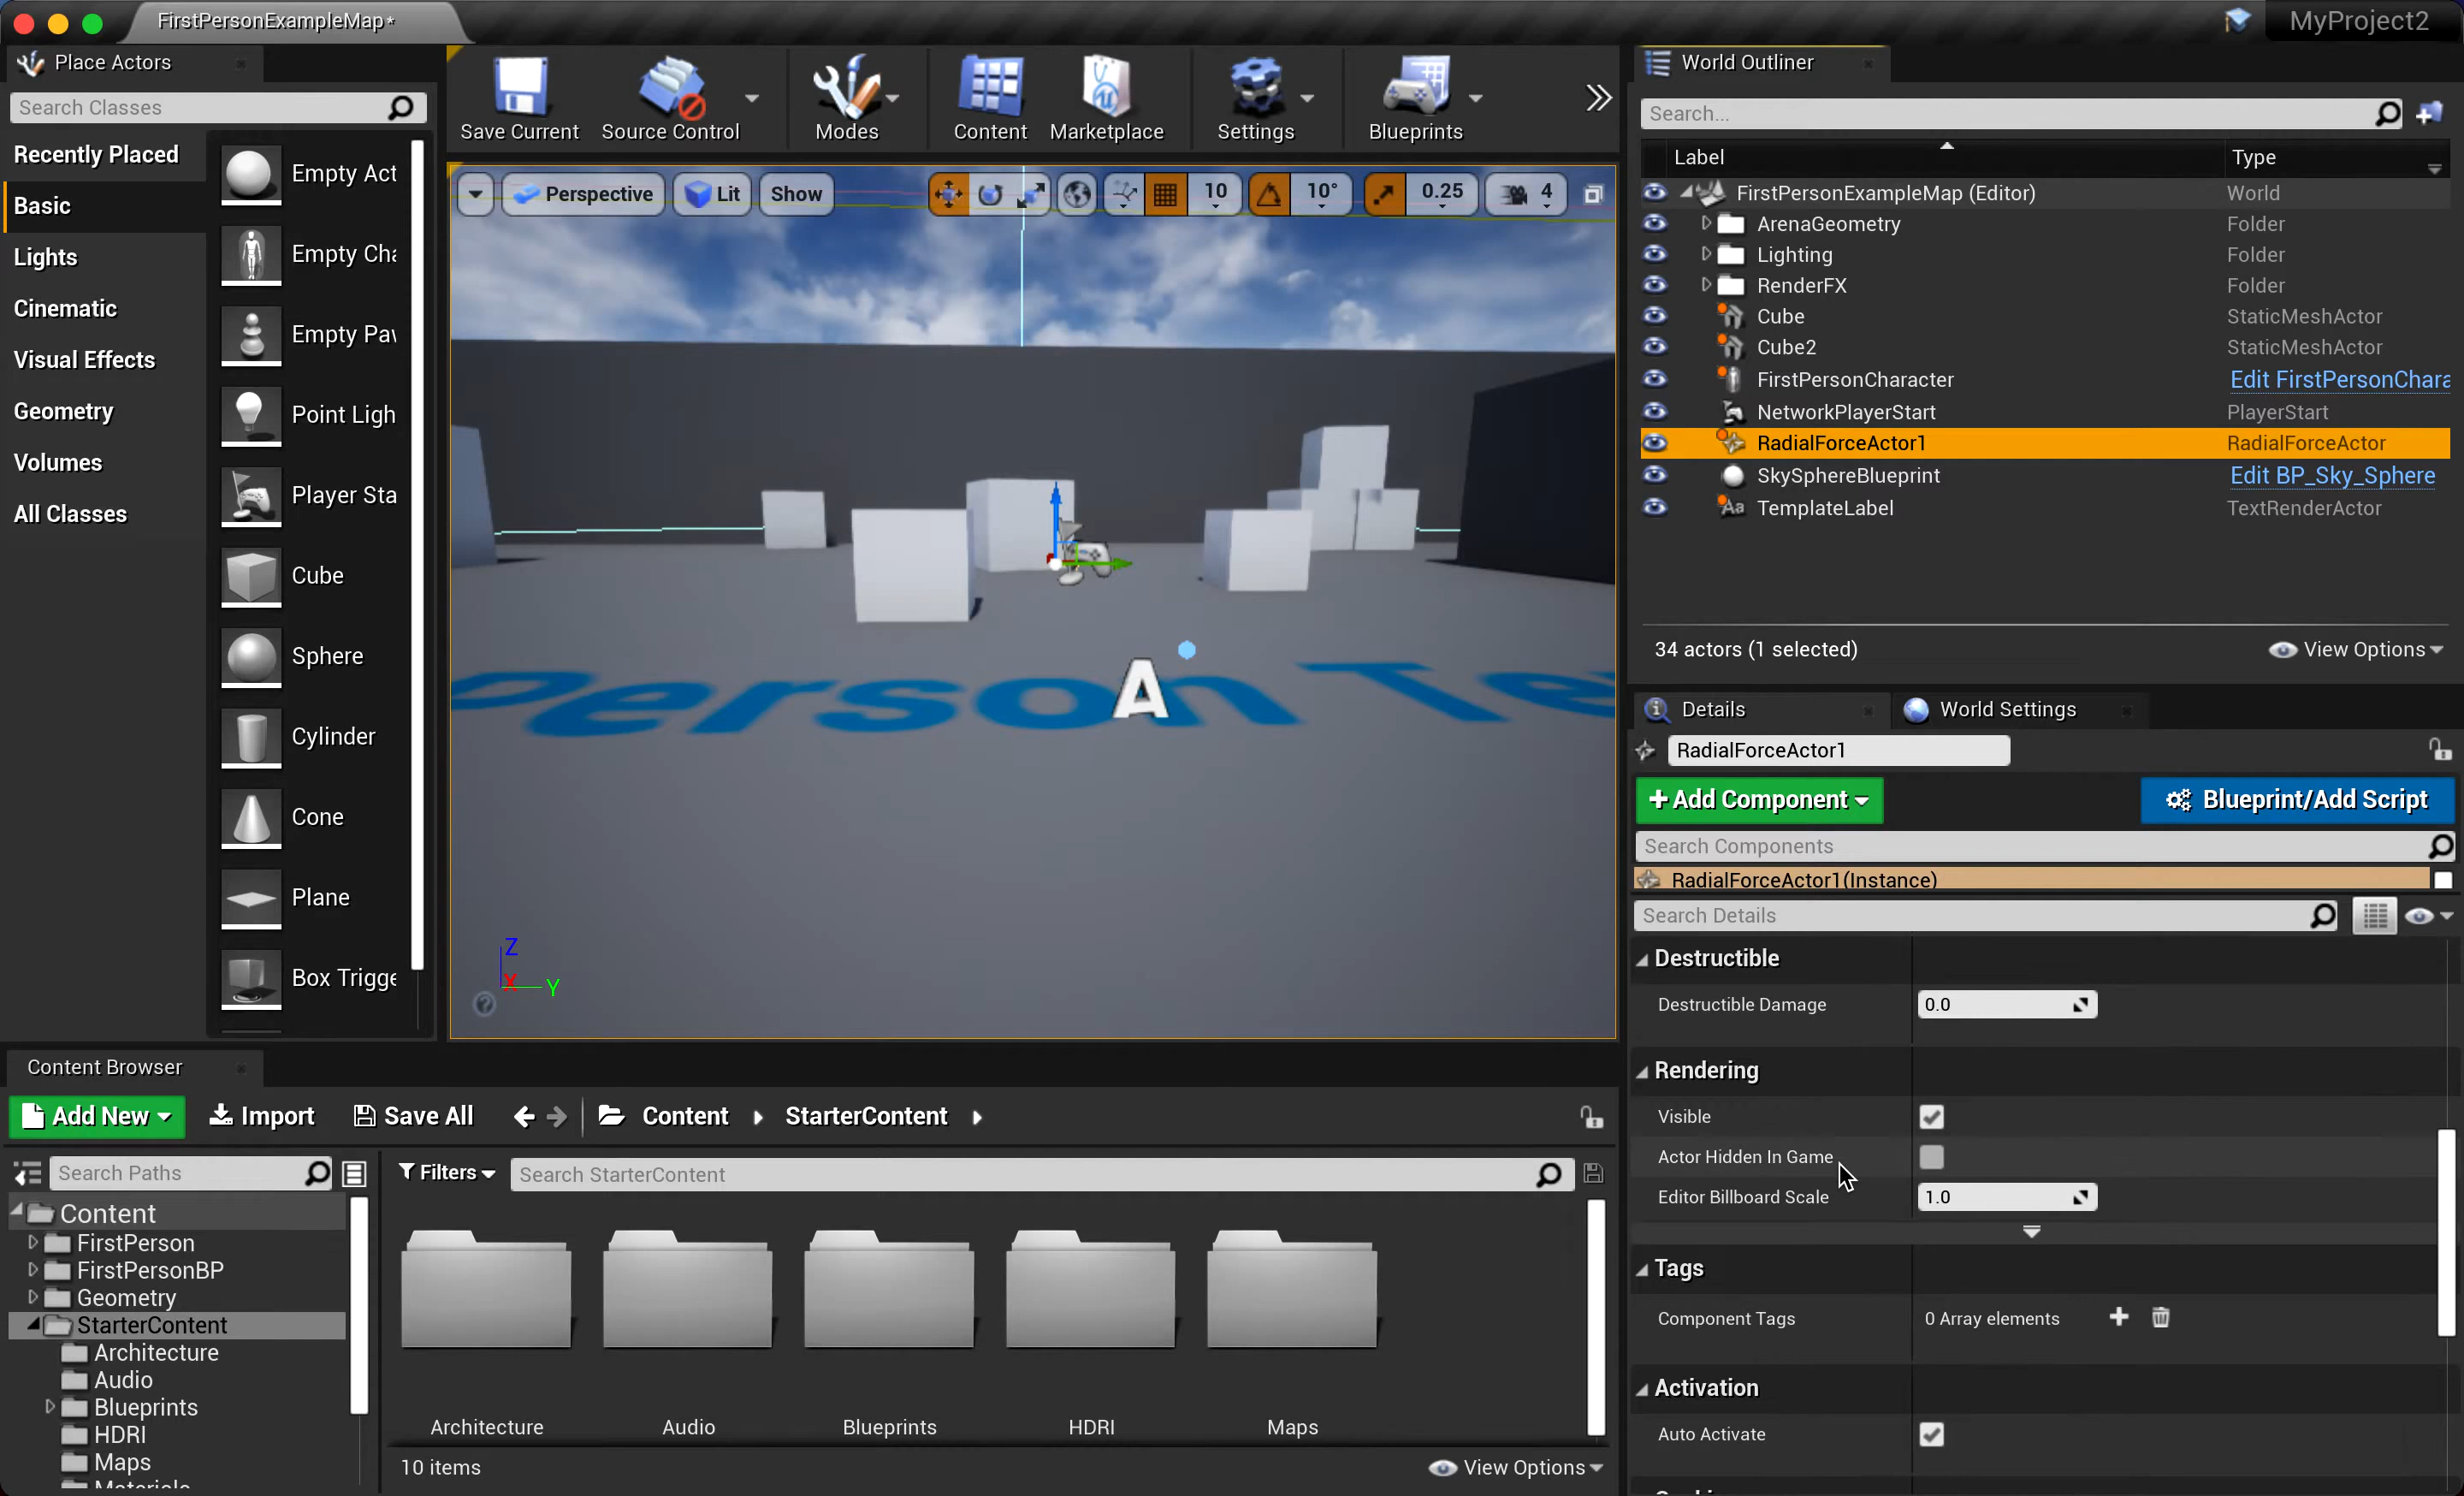 FirstPersonExampleMap*
MyProject2
Place Actors
Search Classes
Recently Placed
Basic
Lights
Cinematic
Visual Effects
Geometry
Volumes
All Classes
Empty Act
Empty Cha
Empty Pav
Point Ligh
Player Sta
Cube
Sphere
Cylinder
Cone
Plane
Box Trigge
Save Current
Source Control
Modes
Content
Marketplace
Settings
Blueprints
Perspective
Lit
Show
10
10°
0.25
4
Person Te
A
Z
X
Y
World Outliner
Search...
Label Type
FirstPersonExampleMap (Editor) World
ArenaGeometry Folder
Lighting Folder
RenderFX Folder
Cube StaticMeshActor
Cube2 StaticMeshActor
FirstPersonCharacter Edit FirstPersonChara
NetworkPlayerStart PlayerStart
RadialForceActor1 RadialForceActor
SkySphereBlueprint Edit BP_Sky_Sphere
TemplateLabel TextRenderActor
34 actors (1 selected)
View Options
Details
World Settings
RadialForceActor1
+Add Component
Blueprint/Add Script
Search Components
RadialForceActor1(Instance)
Search Details
Destructible
Destructible Damage 0.0
Rendering
Visible
Actor Hidden In Game
Editor Billboard Scale 1.0
Tags
Component Tags 0 Array elements
Activation
Auto Activate
Content Browser
Add New
Import
Save All
Content
StarterContent
Search Paths
Filters
Search StarterContent
Content
FirstPerson
FirstPersonBP
Geometry
StarterContent
Architecture
Audio
Blueprints
HDRI
Maps
Architecture
Audio
Blueprints
HDRI
Maps
10 items
View Options